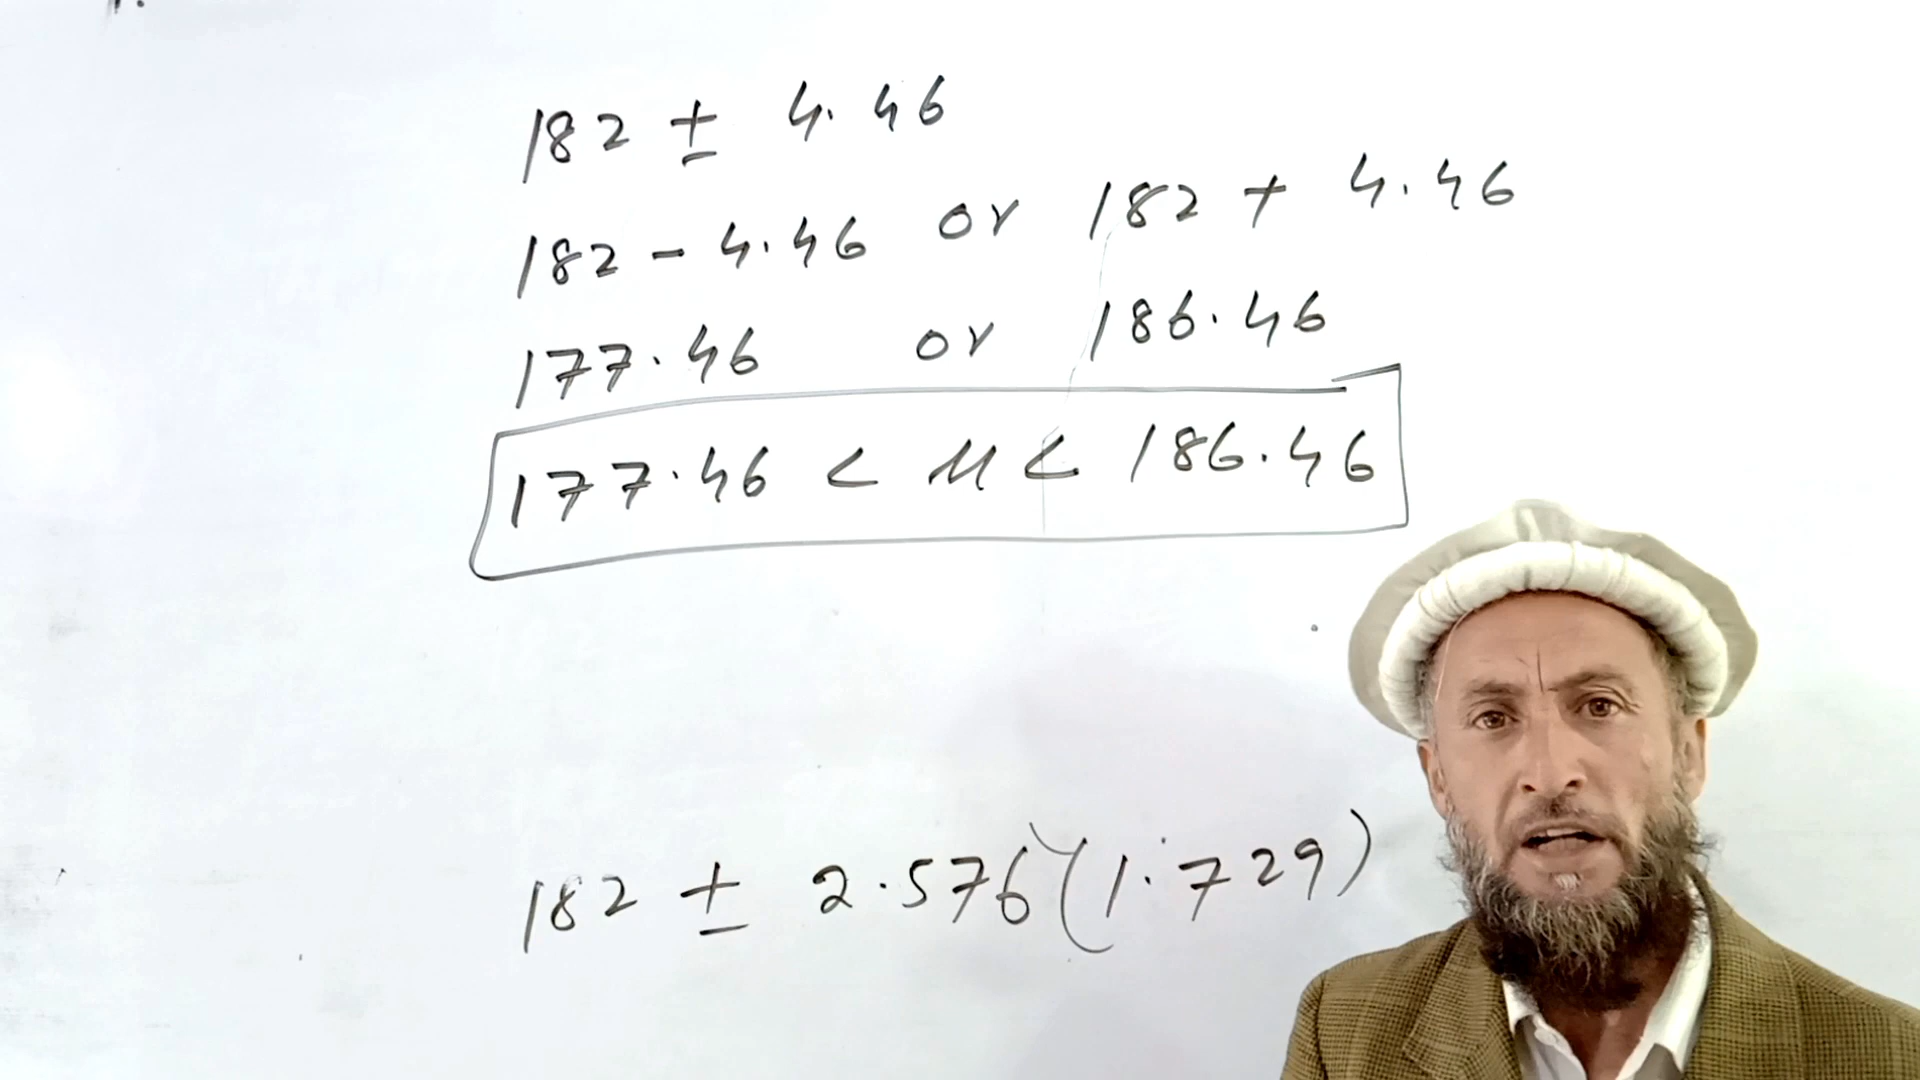 182 ± 4.46
182 - 4.46 or 182 + 4.46
177.46 or 186.46
177.46 < μ < 186.46
182 ± 2.576 (1.729)